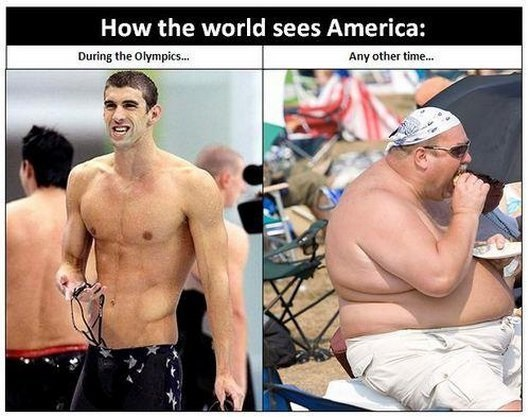 How the world sees America:
During the Olympics...
Any other time...